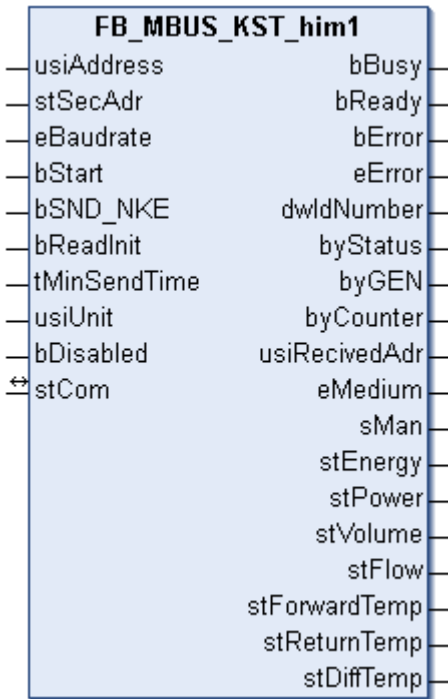 FB_MBUS_KST_him1
usiAddress bBusy
stSecAdr bReady
eBaudrate bError
bStart eError
bSND_NKE dwIdNumber
bReadInit byStatus
tMinSendTime byGEN
usiUnit byCounter
bDisabled usiRecivedAdr
stCom eMedium
sMan
stEnergy
stPower
stVolume
stFlow
stForwardTemp
stReturnTemp
stDiffTemp